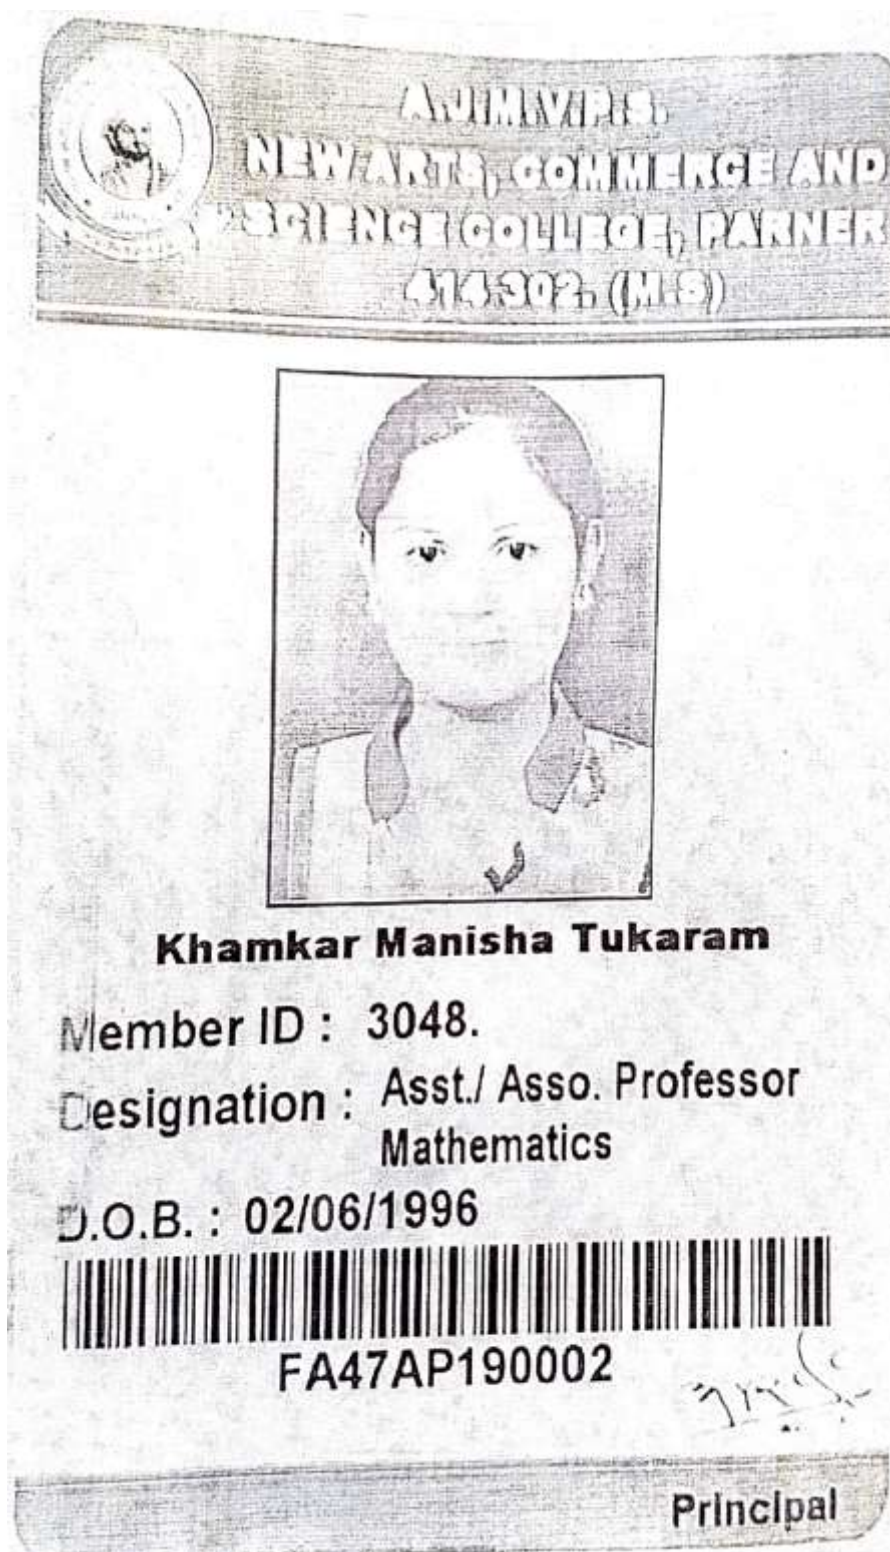 A.J.M.V.P.S.
NEW ARTS, COMMERCE AND
SCIENCE COLLEGE, PARNER
414302. (M.S)
Khamkar Manisha Tukaram
Member ID : 3048.
Designation : Asst./ Asso. Professor
Mathematics
D.O.B. : 02/06/1996
FA47AP190002
Principal